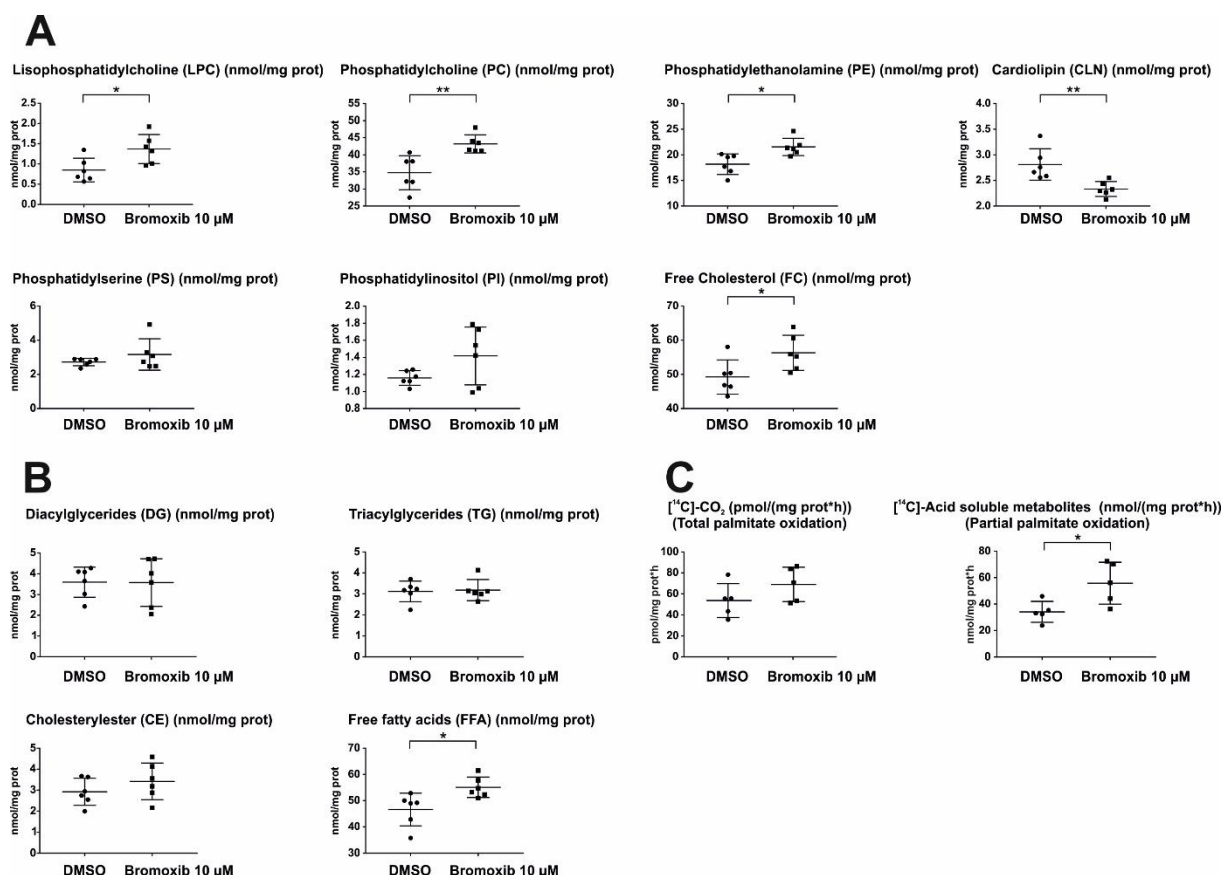 A
Lisophosphatidylcholine (LPC) (nmol/mg prot)
*
nmol/mg prot
2.5
2.0
1.5
1.0
0.5
0.0
DMSO Bromoxib 10 µM
Phosphatidylcholine (PC) (nmol/mg prot)
**
nmol/mg prot
55
50
45
40
35
30
25
DMSO Bromoxib 10 µM
Phosphatidylethanolamine (PE) (nmol/mg prot)
*
nmol/mg prot
30
25
20
15
10
DMSO Bromoxib 10 µM
Cardiolipin (CLN) (nmol/mg prot)
**
nmol/mg prot
4.0
3.5
3.0
2.5
2.0
DMSO Bromoxib 10 µM
Phosphatidylserine (PS) (nmol/mg prot)
nmol/mg prot
6
4
2
0
DMSO Bromoxib 10 µM
Phosphatidylinositol (PI) (nmol/mg prot)
nmol/mg prot
2.0
1.8
1.6
1.4
1.2
1.0
0.8
DMSO Bromoxib 10 µM
Free Cholesterol (FC) (nmol/mg prot)
*
nmol/mg prot
70
60
50
40
DMSO Bromoxib 10 µM
B
Diacylglycerides (DG) (nmol/mg prot)
nmol/mg prot
5
4
3
2
1
0
DMSO Bromoxib 10 µM
Triacylglycerides (TG) (nmol/mg prot)
nmol/mg prot
5
4
3
2
1
0
DMSO Bromoxib 10 µM
Cholesterylester (CE) (nmol/mg prot)
nmol/mg prot
5
4
3
2
1
0
DMSO Bromoxib 10 µM
Free fatty acids (FFA) (nmol/mg prot)
*
nmol/mg prot
70
60
50
40
30
DMSO Bromoxib 10 µM
C
[¹⁴C]-CO₂ (pmol/(mg prot*h))
(Total palmitate oxidation)
pmol/mg prot*h
100
80
60
40
20
0
DMSO Bromoxib 10 µM
[¹⁴C]-Acid soluble metabolites (nmol/(mg prot*h))
(Partial palmitate oxidation)
*
nmol/mg prot*h
80
60
40
20
0
DMSO Bromoxib 10 µM